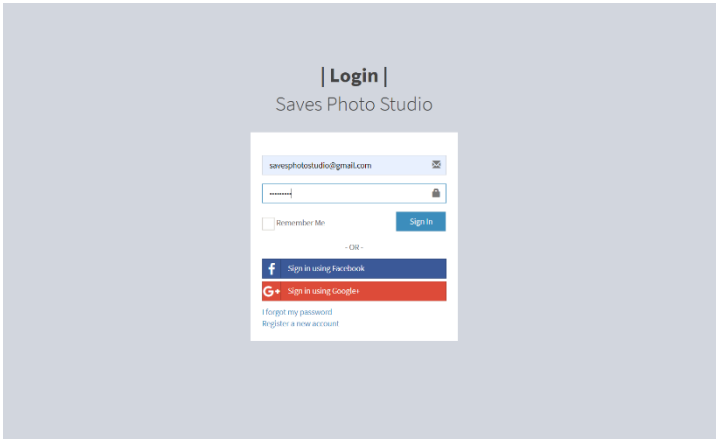 | Login |
Saves Photo Studio
savesphotostudio@gmail.com
Remember Me
Sign In
- OR -
f Sign in using Facebook
G+ Sign in using Google+
I forgot my password
Register a new account